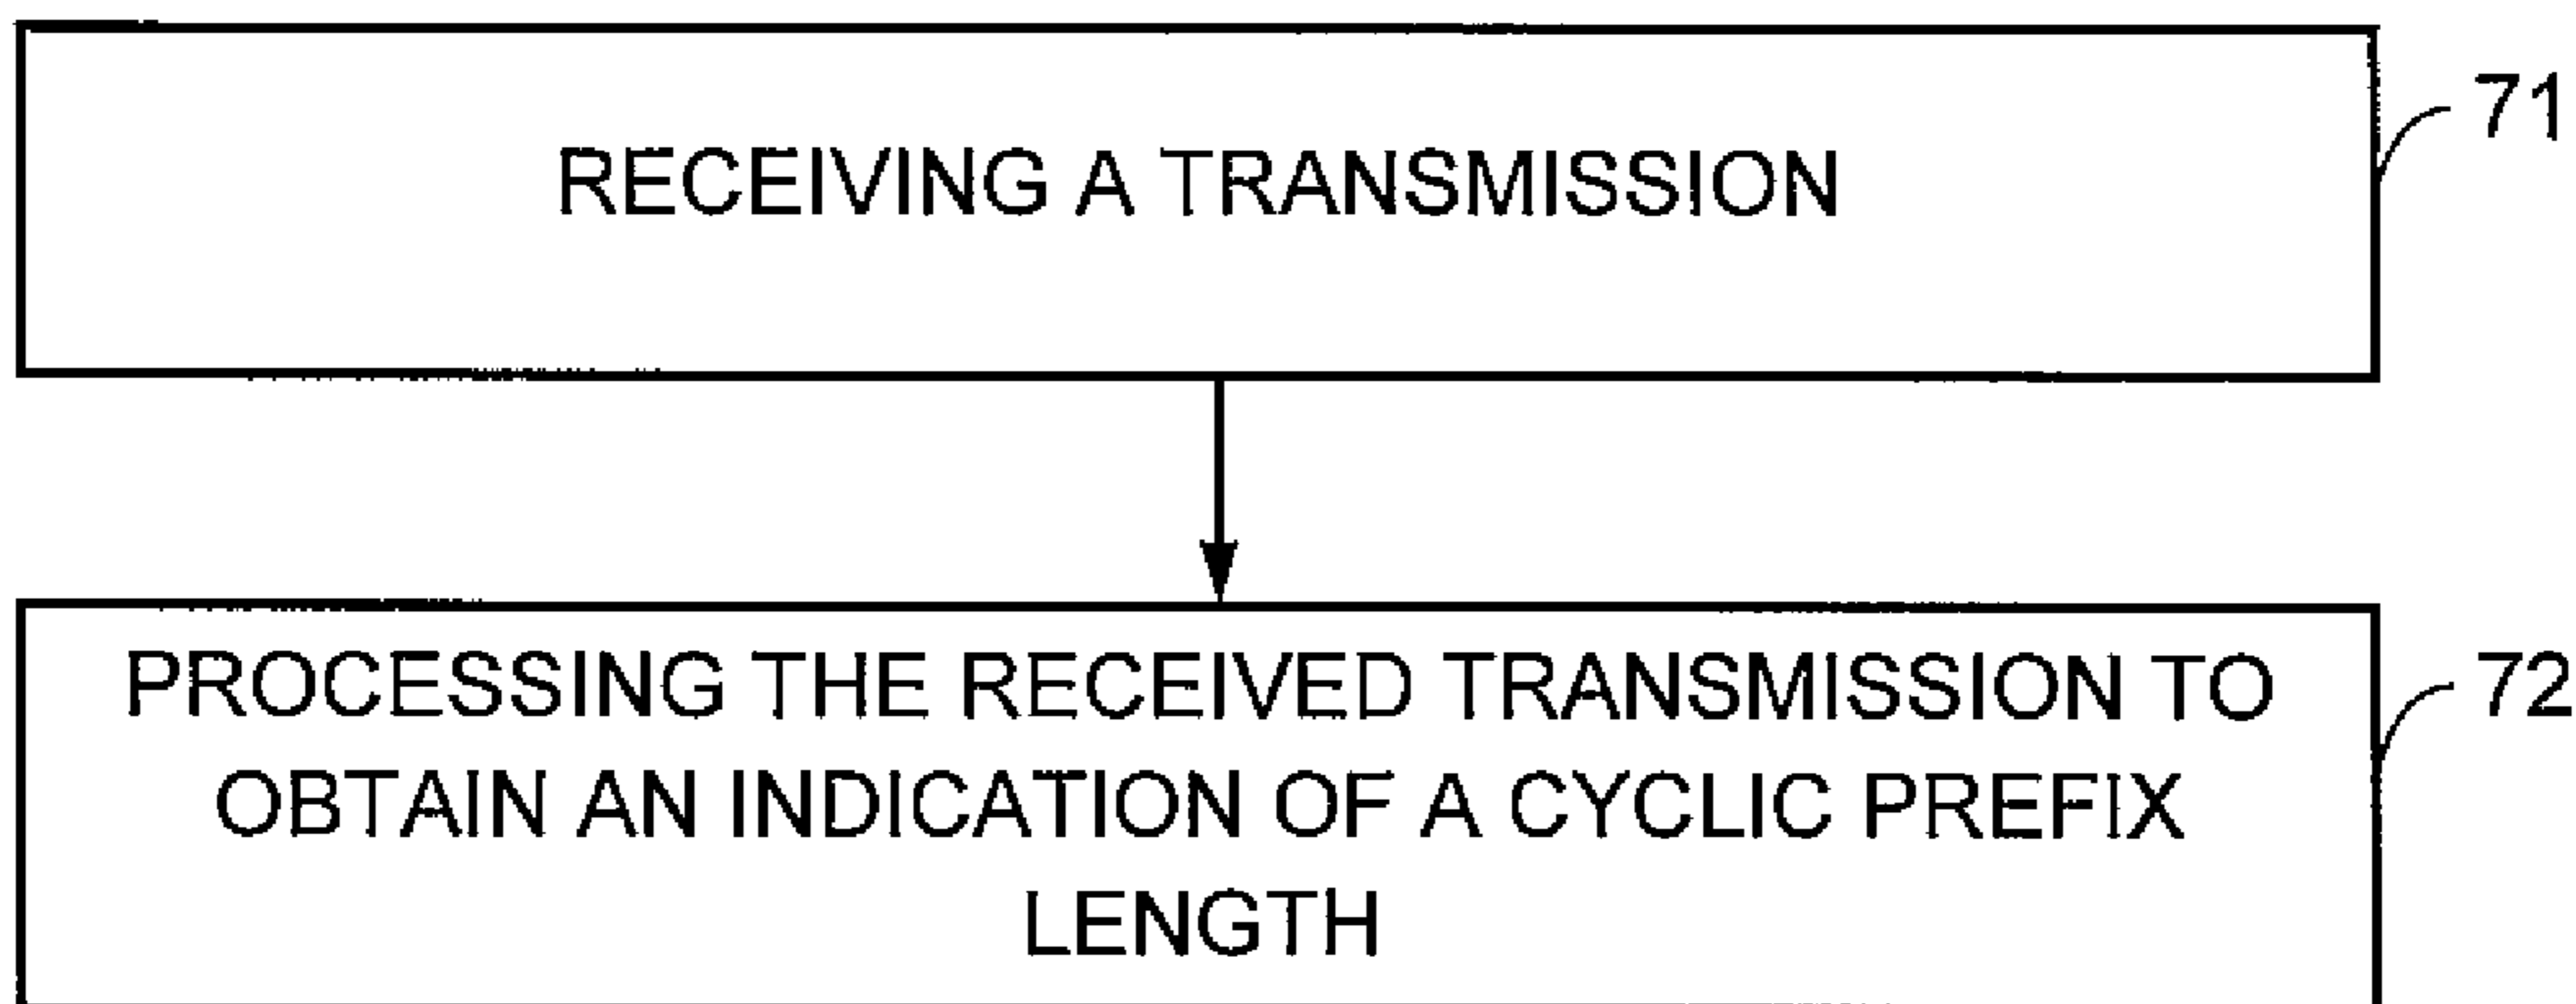 RECEIVING A TRANSMISSION
71
PROCESSING THE RECEIVED TRANSMISSION TO
OBTAIN AN INDICATION OF A CYCLIC PREFIX
LENGTH
72